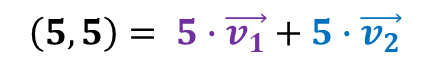 (5,5) = 5 · v₁⃗ + 5 · v₂⃗